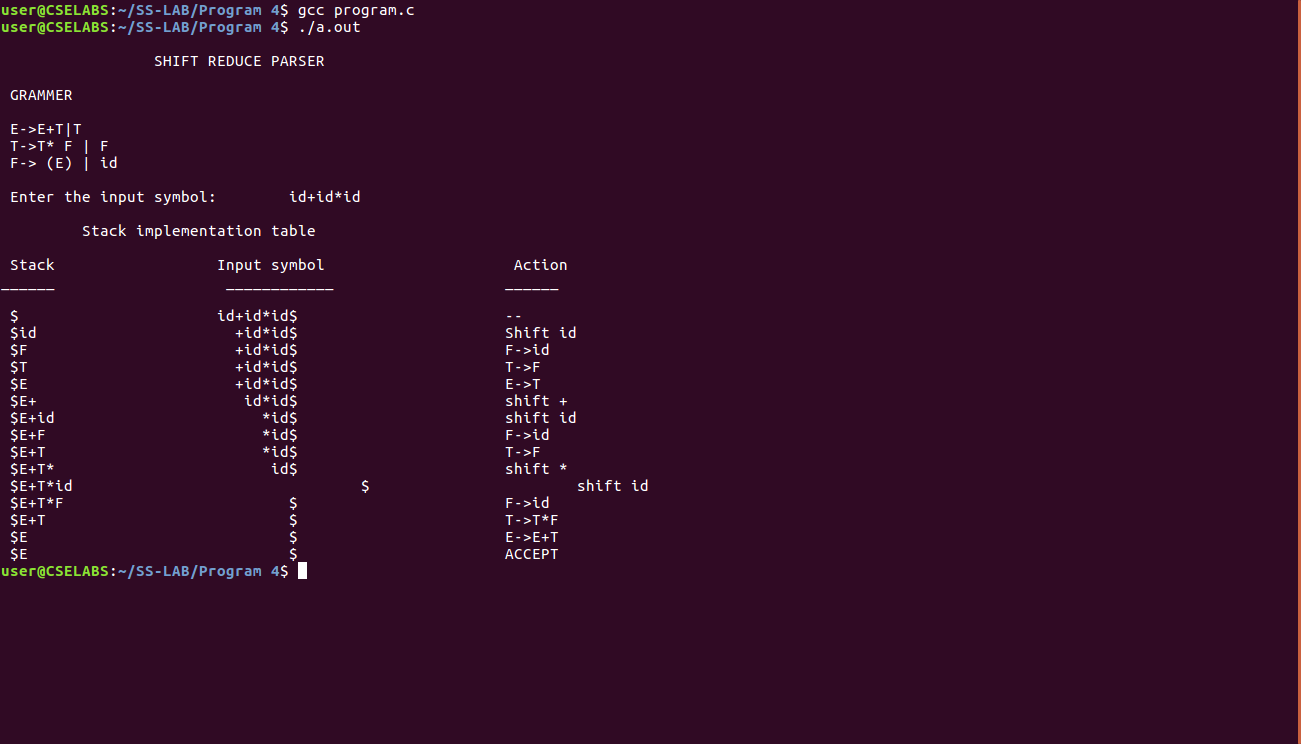 user@CSELABS:~/SS-LAB/Program 4$ gcc program.c
user@CSELABS:~/SS-LAB/Program 4$ ./a.out
SHIFT REDUCE PARSER
GRAMMER
E->E+T|T
T->T* F | F
F-> (E) | id
Enter the input symbol:        id+id*id
Stack implementation table
Stack                  Input symbol                     Action
______                   ____________                   ______
$                      id+id*id$                       --
$id                      +id*id$                       Shift id
$F                       +id*id$                       F->id
$T                       +id*id$                       T->F
$E                       +id*id$                       E->T
$E+                       id*id$                       shift +
$E+id                       *id$                       shift id
$E+F                        *id$                       F->id
$E+T                        *id$                       T->F
$E+T*                        id$                       shift *
$E+T*id                                $                       shift id
$E+T*F                         $                       F->id
$E+T                           $                       T->T*F
$E                             $                       E->E+T
$E                             $                       ACCEPT
user@CSELABS:~/SS-LAB/Program 4$